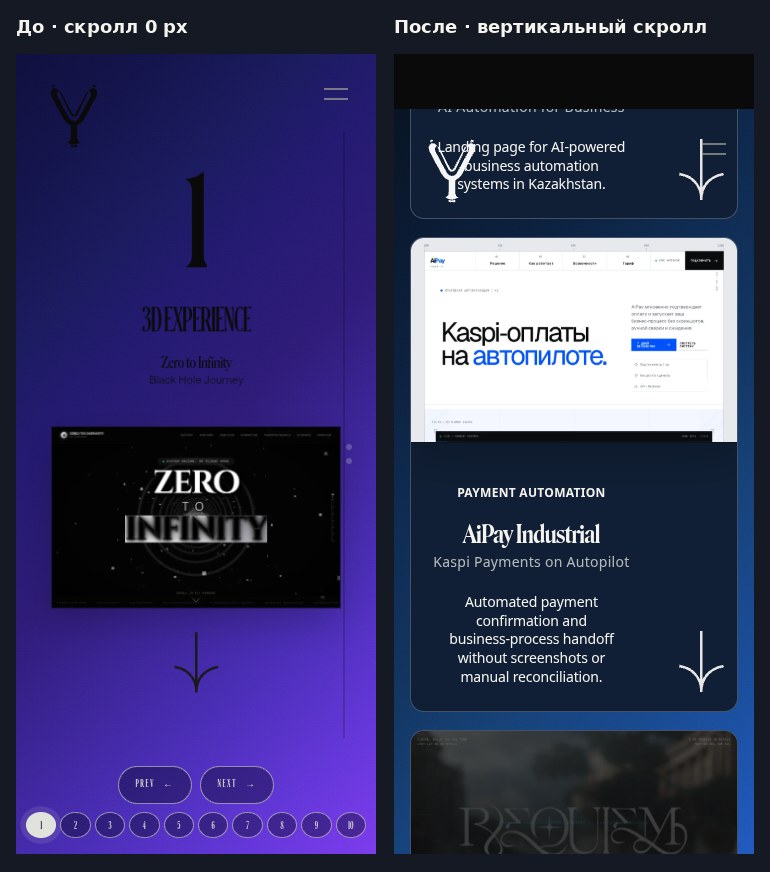 До · скролл 0 px
1
3D EXPERIENCE
Zero to Infinity
Black Hole Journey
ZERO
TO
INFINITY
PREV ←
NEXT →
1 2 3 4 5 6 7 8 9 10
После · вертикальный скролл
AI Automation for Business
Landing page for AI-powered
business automation
systems in Kazakhstan.
AiPay
Kaspi-оплаты
на автопилоте.
PAYMENT AUTOMATION
AiPay Industrial
Kaspi Payments on Autopilot
Automated payment
confirmation and
business-process handoff
without screenshots or
manual reconciliation.
REQUIEM